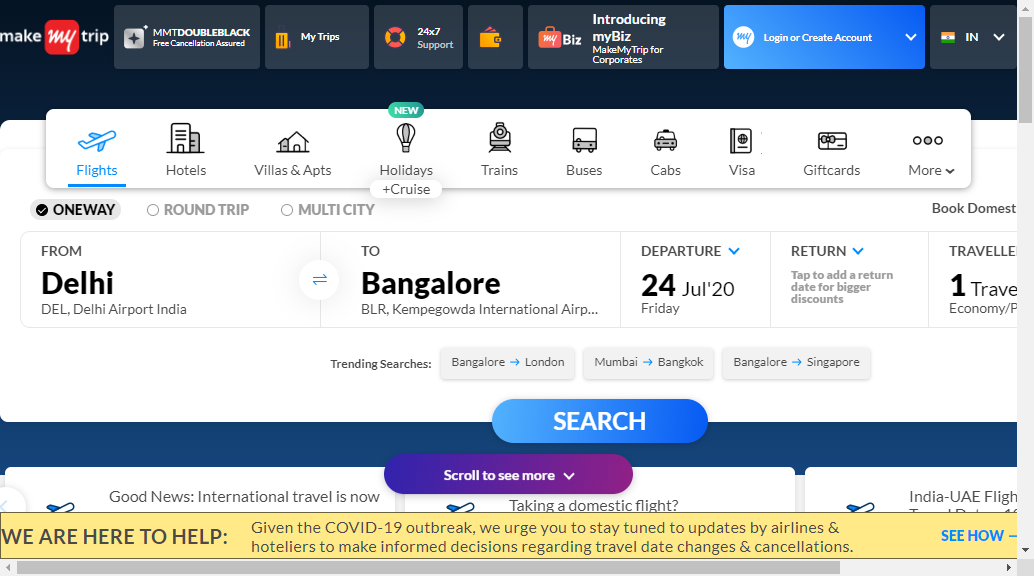 make my trip
MMTDOUBLEBLACK
Free Cancellation Assured
My Trips
24x7
Support
my Biz
Introducing
myBiz
MakeMyTrip for
Corporates
my
Login or Create Account
IN
NEW
Flights
Hotels
Villas & Apts
Holidays
+Cruise
Trains
Buses
Cabs
Visa
Giftcards
More
ONEWAY
ROUND TRIP
MULTI CITY
Book Domest
FROM
Delhi
DEL, Delhi Airport India
TO
Bangalore
BLR, Kempegowda International Airp...
DEPARTURE
24 Jul'20
Friday
RETURN
Tap to add a return
date for bigger
discounts
TRAVELLE
1 Trave
Economy/P
Trending Searches:
Bangalore → London
Mumbai → Bangkok
Bangalore → Singapore
SEARCH
Scroll to see more
Good News: International travel is now
Taking a domestic flight?
India-UAE Fligh
WE ARE HERE TO HELP:
Given the COVID-19 outbreak, we urge you to stay tuned to updates by airlines &
hoteliers to make informed decisions regarding travel date changes & cancellations.
SEE HOW